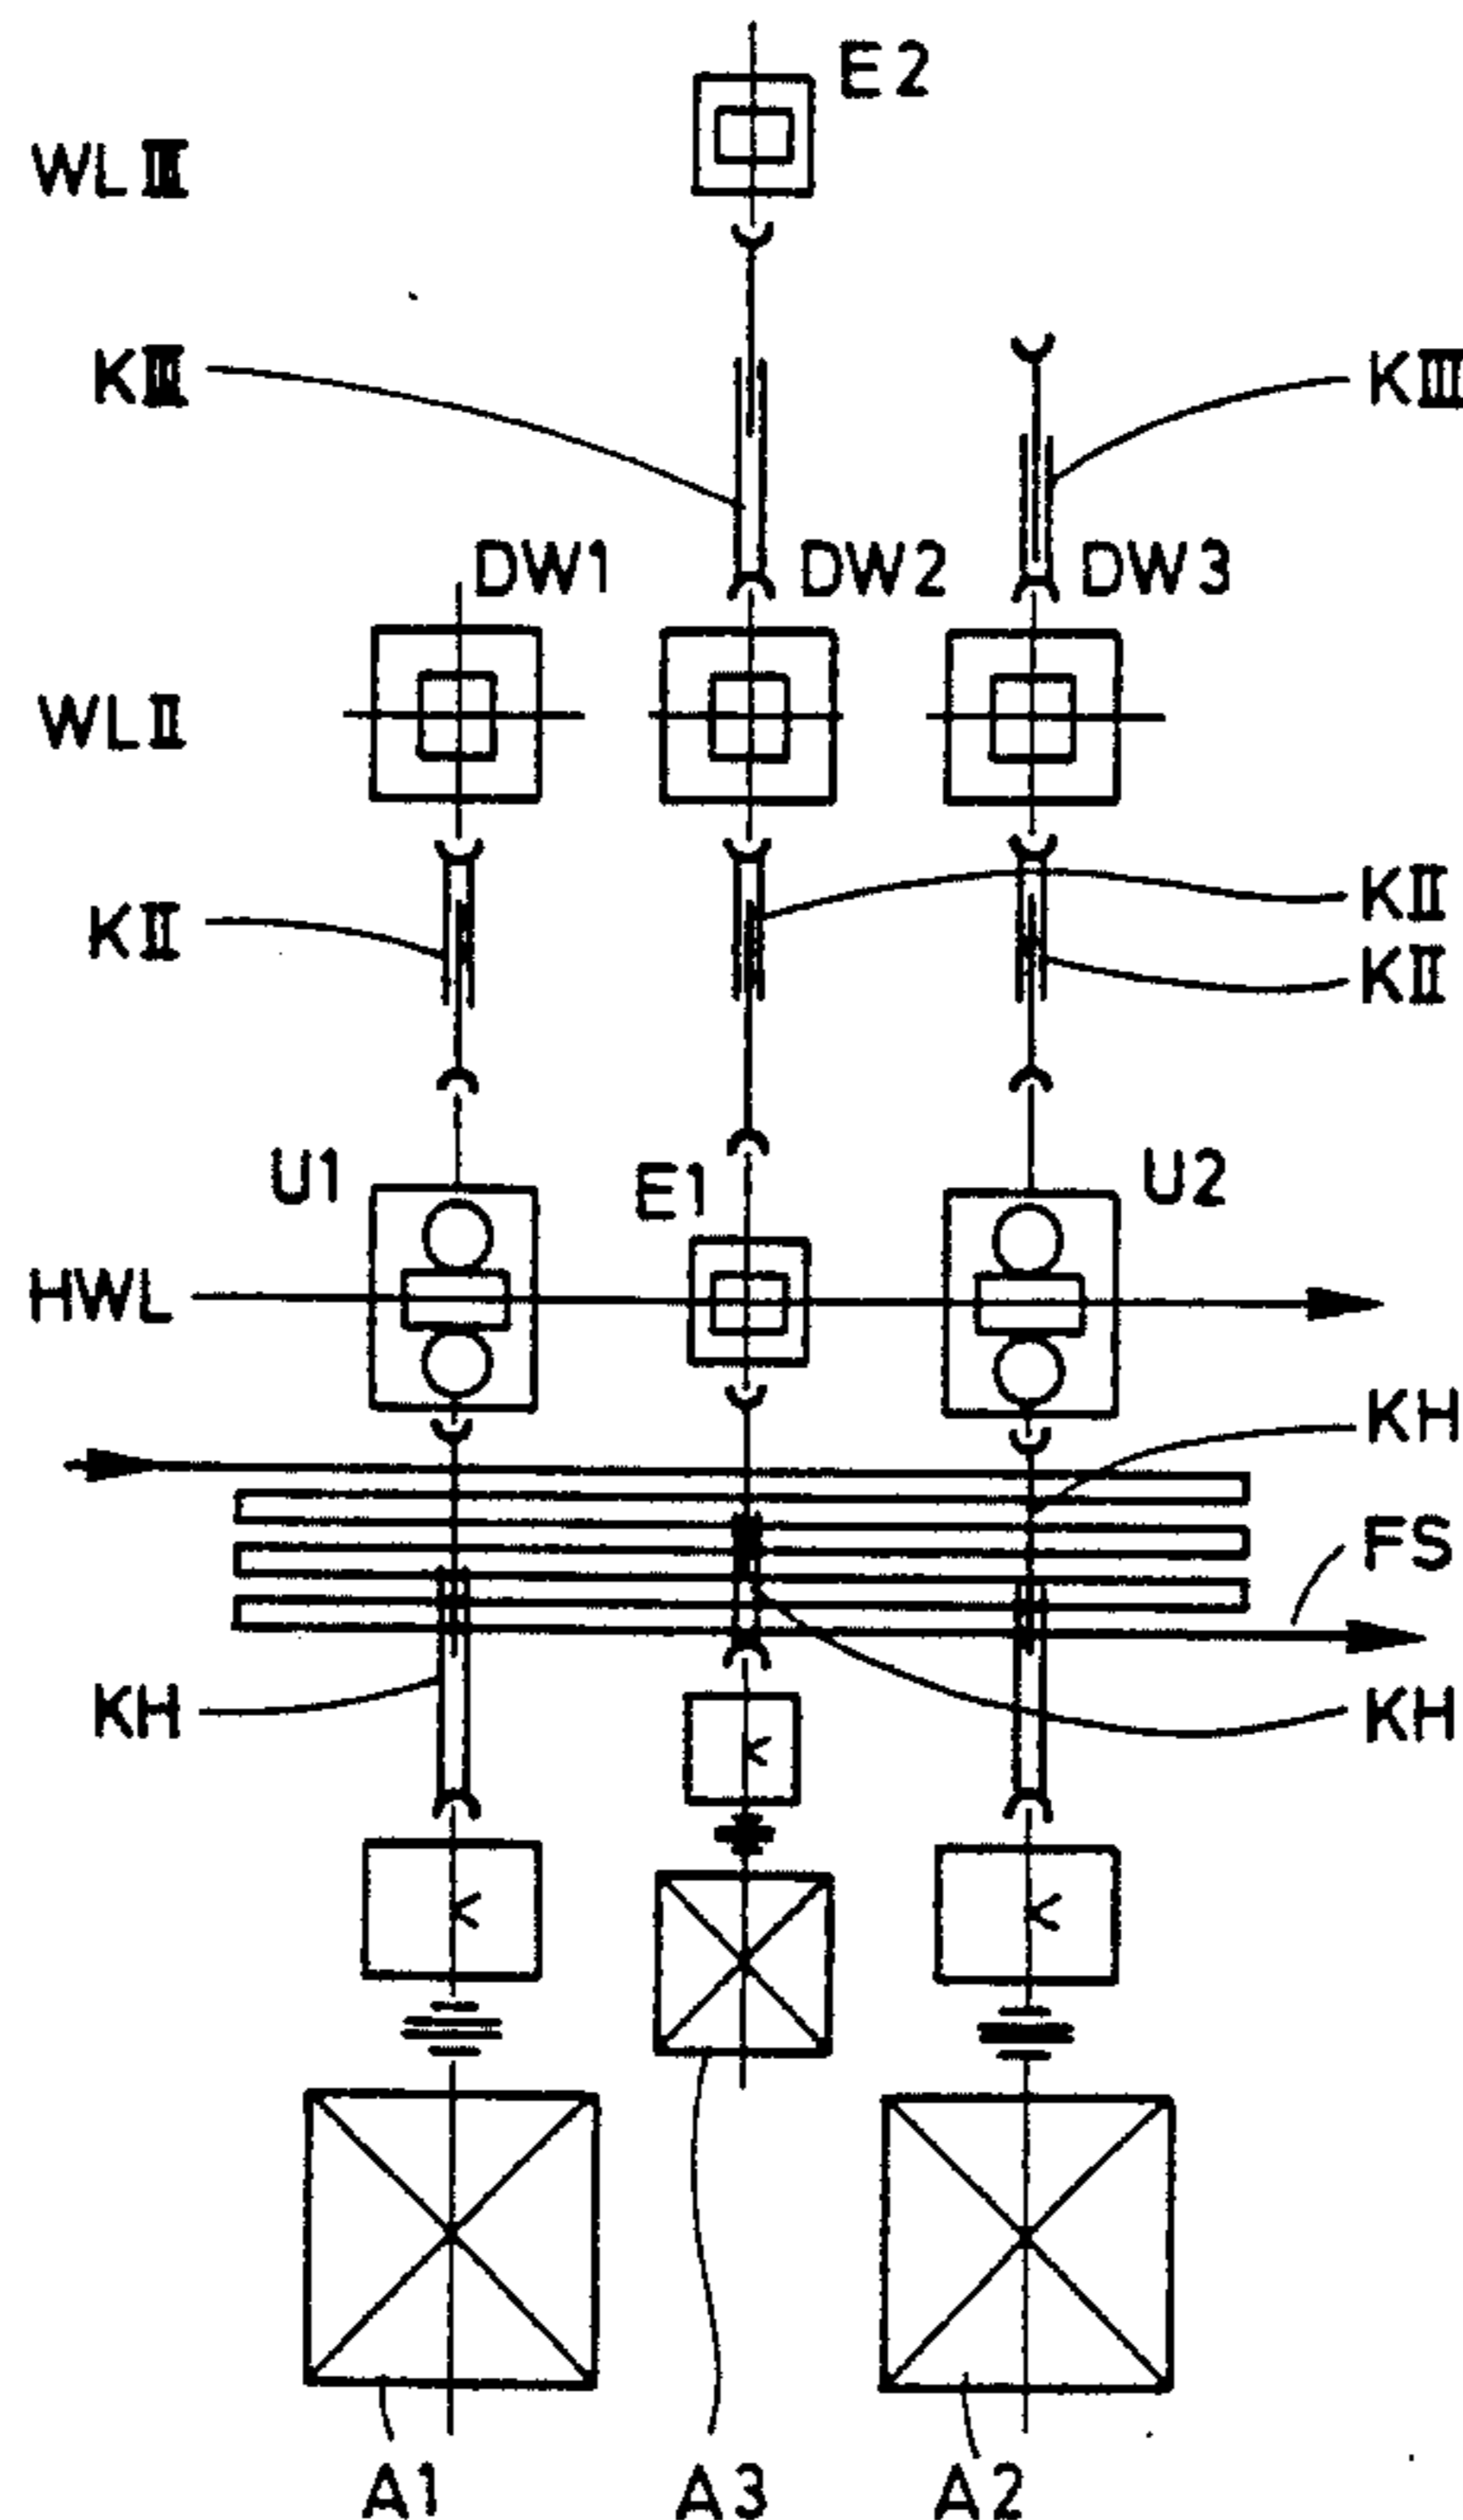 E2
WL III
K III
K III
DW1
DW2
DW3
WL II
K II
K II
K II
U1
E1
U2
HWL
KH
FS
KH
KH
K
K
K
A1
A3
A2